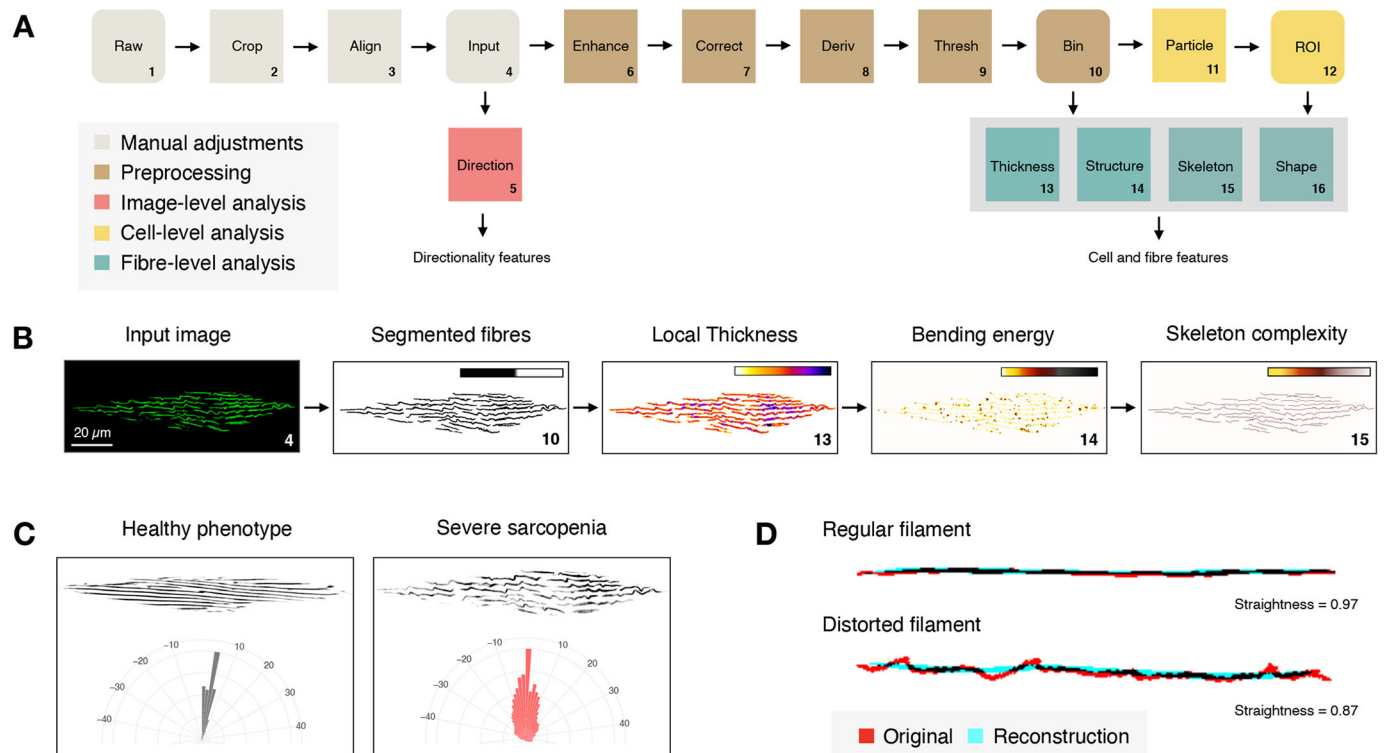 A
Raw
1
Crop
2
Align
3
Input
4
Enhance
6
Correct
7
Deriv
8
Thresh
9
Bin
10
Particle
11
ROI
12
Manual adjustments
Preprocessing
Image-level analysis
Cell-level analysis
Fibre-level analysis
Direction
5
Directionality features
Thickness
13
Structure
14
Skeleton
15
Shape
16
Cell and fibre features
B
Input image
20 µm
4
Segmented fibres
10
Local Thickness
13
Bending energy
14
Skeleton complexity
15
C
Healthy phenotype
−40
−30
−20
−10
10
20
30
40
Severe sarcopenia
−40
−30
−20
−10
10
20
30
40
D
Regular filament
Straightness = 0.97
Distorted filament
Straightness = 0.87
Original
Reconstruction